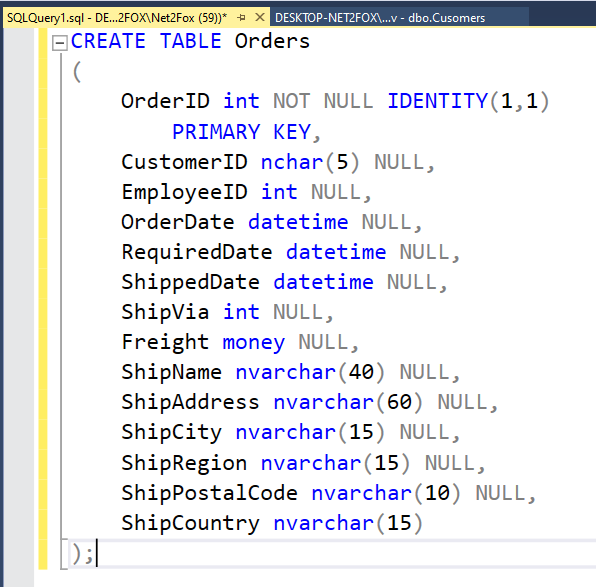 SQLQuery1.sql - DE...2FOX\Net2Fox (59))* DESKTOP-NET2FOX\...v - dbo.Cusomers
CREATE TABLE Orders
(
OrderID int NOT NULL IDENTITY(1,1)
PRIMARY KEY,
CustomerID nchar(5) NULL,
EmployeeID int NULL,
OrderDate datetime NULL,
RequiredDate datetime NULL,
ShippedDate datetime NULL,
ShipVia int NULL,
Freight money NULL,
ShipName nvarchar(40) NULL,
ShipAddress nvarchar(60) NULL,
ShipCity nvarchar(15) NULL,
ShipRegion nvarchar(15) NULL,
ShipPostalCode nvarchar(10) NULL,
ShipCountry nvarchar(15)
);